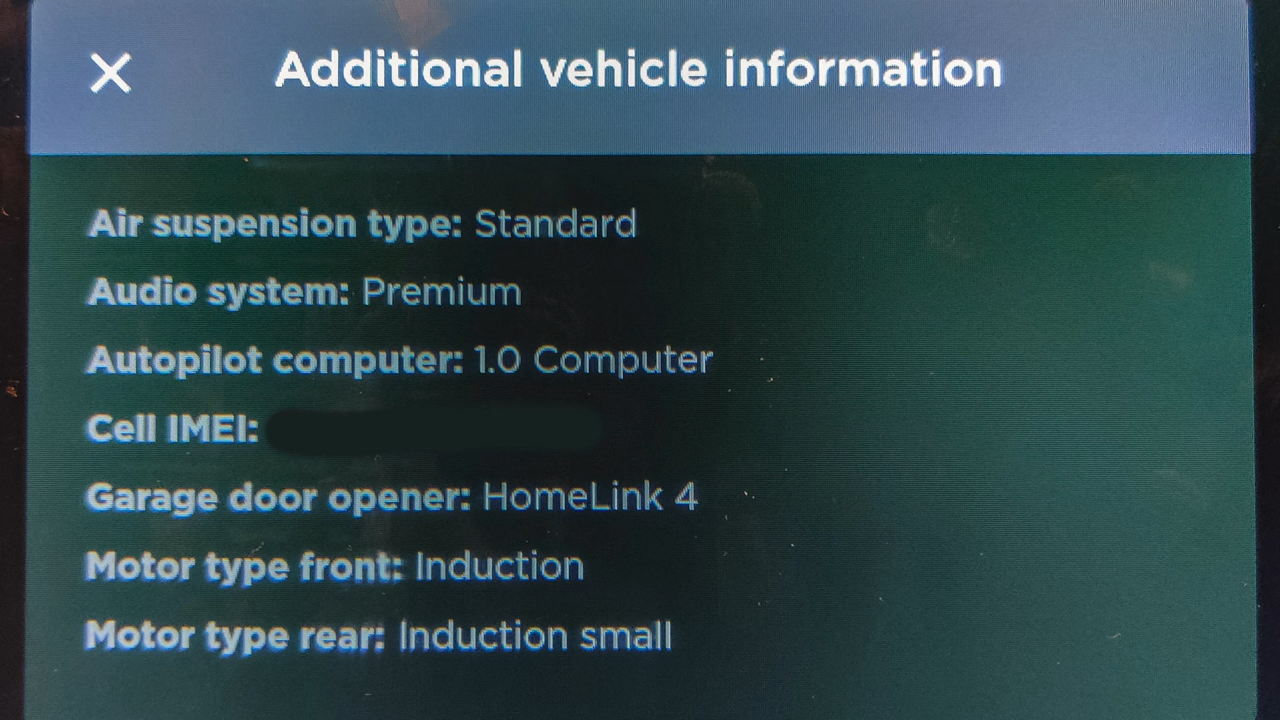 Additional vehicle information
Air suspension type: Standard
Audio system: Premium
Autopilot computer: 1.0 Computer
Cell IMEI:
Garage door opener: HomeLink 4
Motor type front: Induction
Motor type rear: Induction small